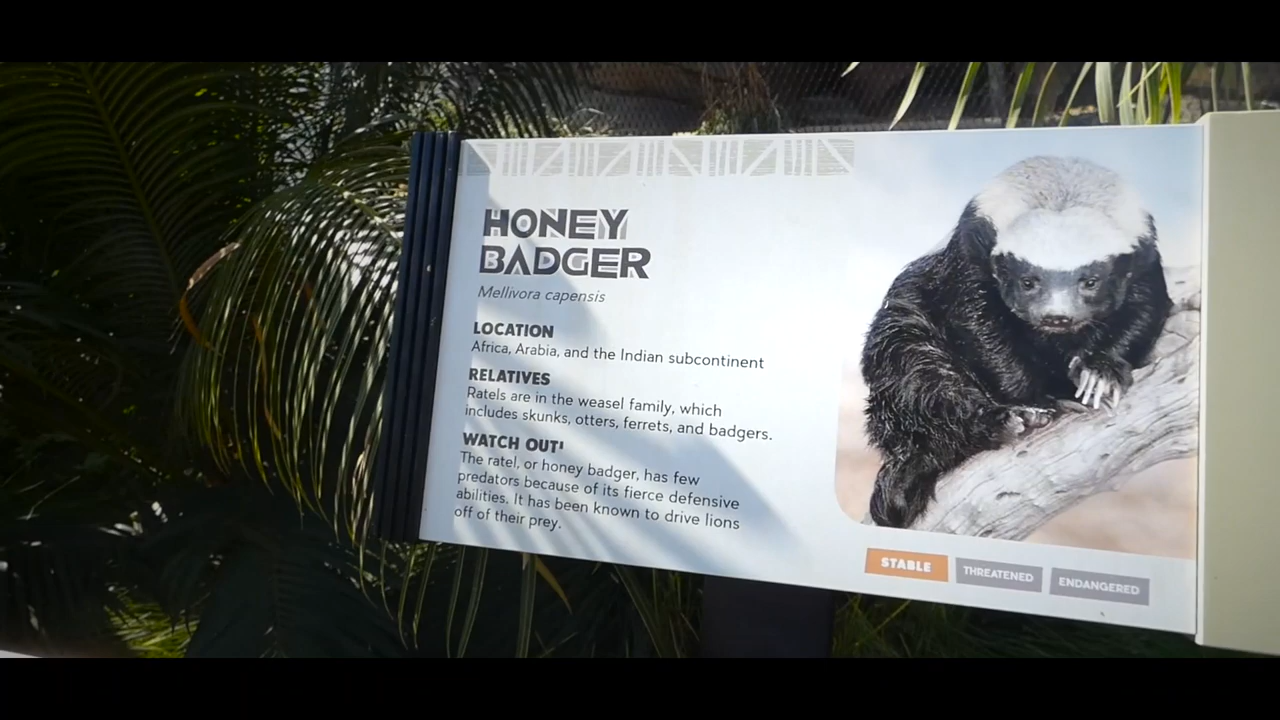 HONEY
BADGER
Mellivora capensis
LOCATION
Africa, Arabia, and the Indian subcontinent
RELATIVES
Ratels are in the weasel family, which
includes skunks, otters, ferrets, and badgers.
WATCH OUT!
The ratel, or honey badger, has few
predators because of its fierce defensive
abilities. It has been known to drive lions
off of their prey.
STABLE
THREATENED
ENDANGERED